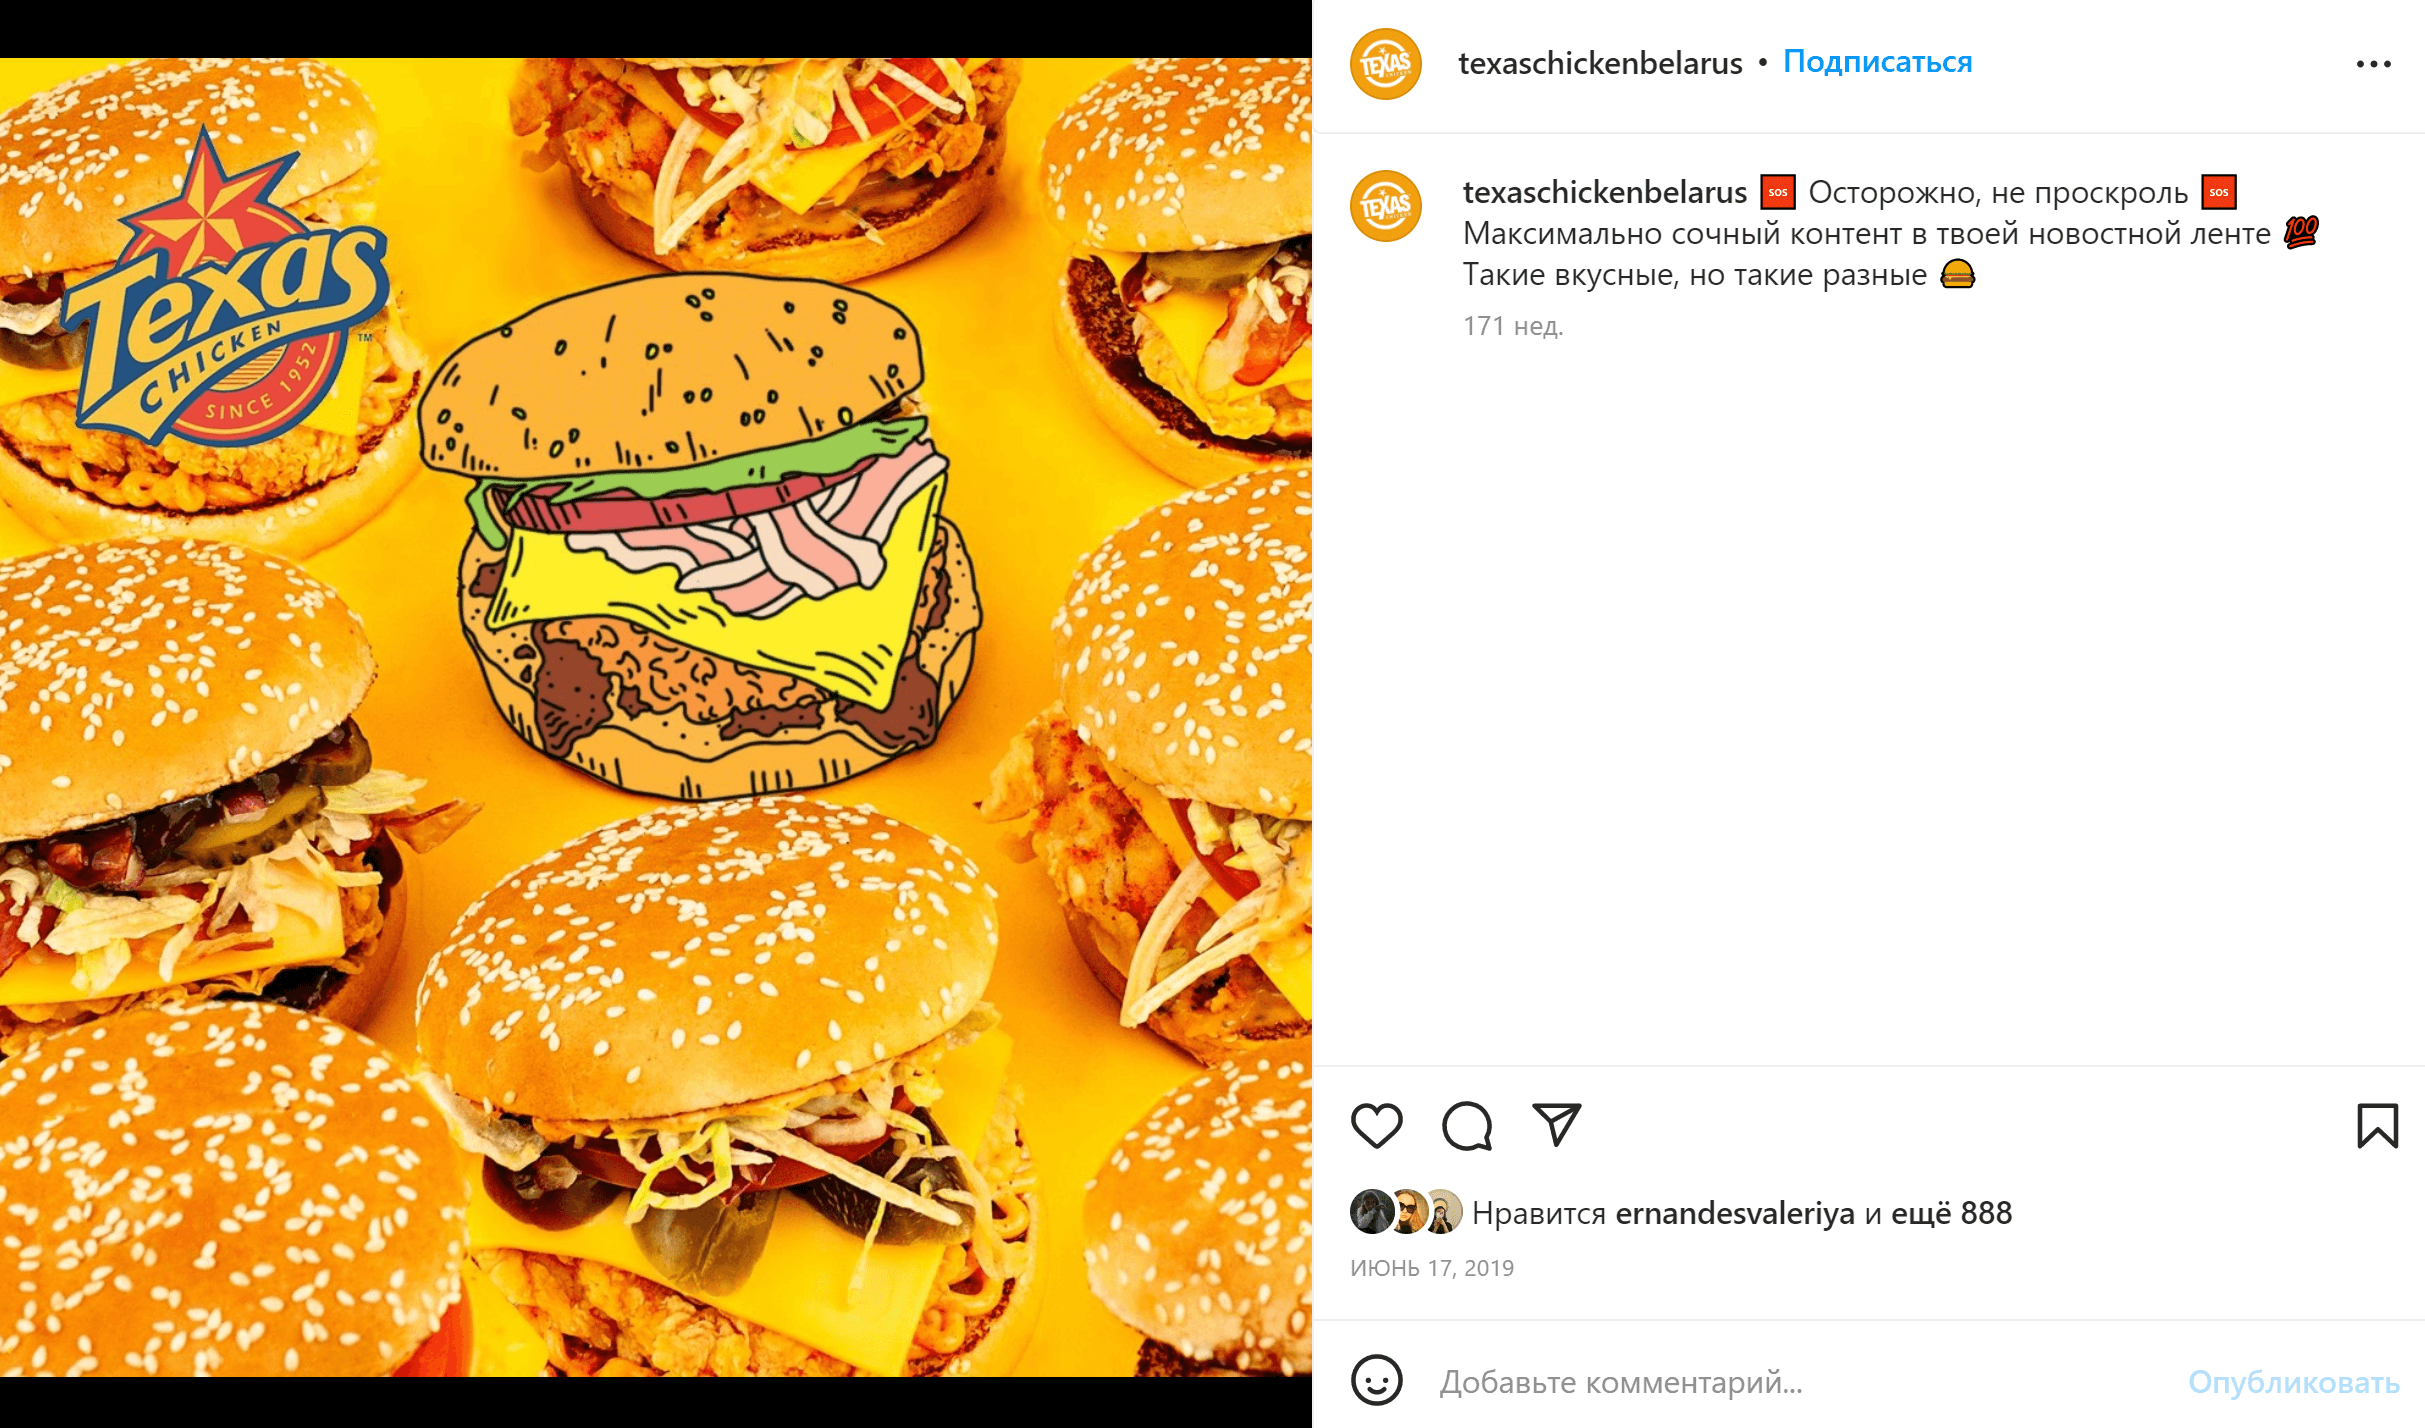 Texas
CHICKEN
SINCE 1952
TM
TEXAS
texaschickenbelarus • Подписаться
TEXAS
texaschickenbelarus 🆘 Осторожно, не проскроль 🆘
Максимально сочный контент в твоей новостной ленте 💯
Такие вкусные, но такие разные 🍔
171 нед.
Нравится ernandesvaleriya и ещё 888
ИЮНЬ 17, 2019
Добавьте комментарий...
Опубликовать